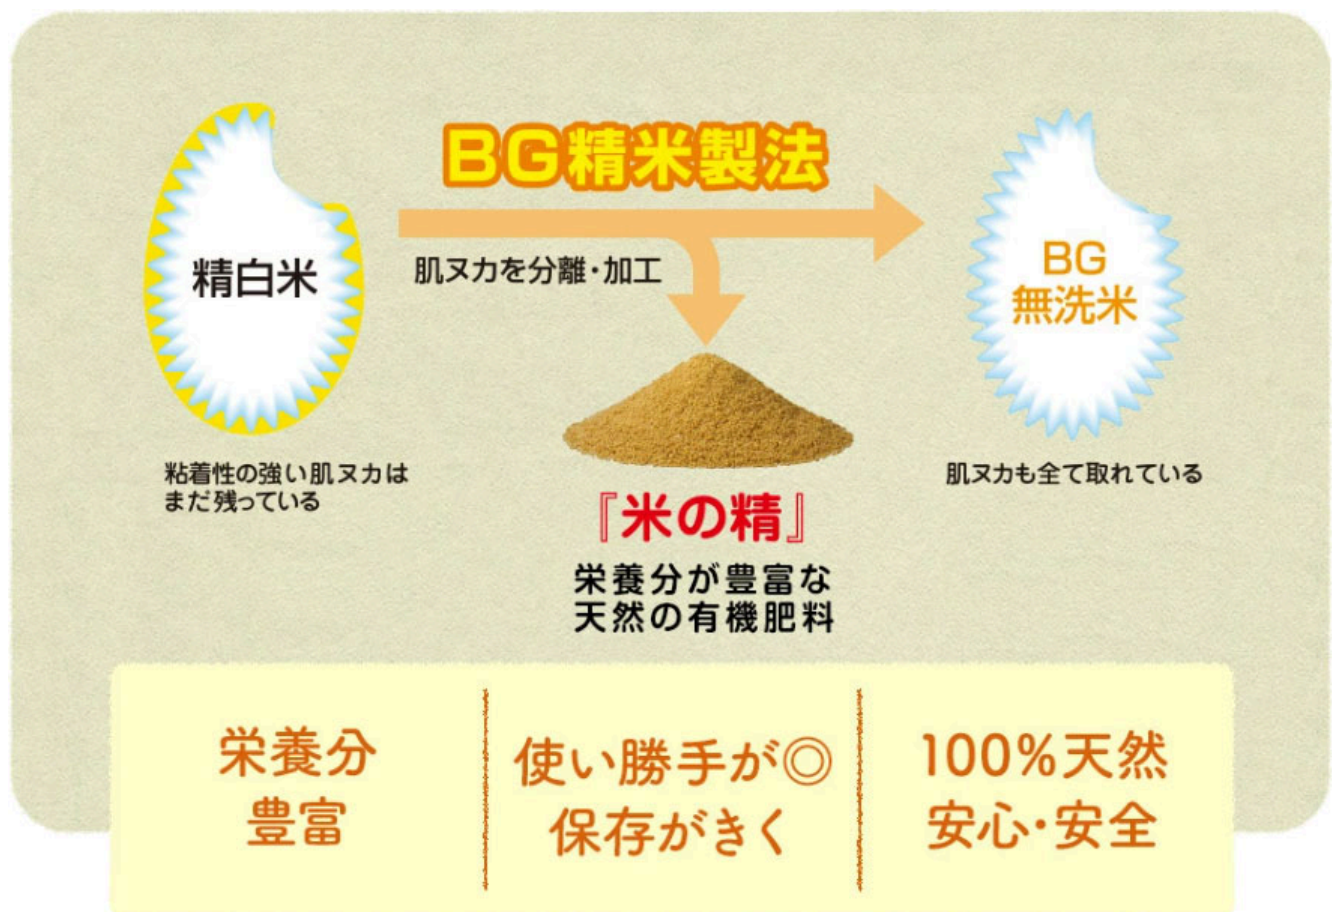 BG精米製法
精白米
肌ヌカを分離・加工
BG
無洗米
粘着性の強い肌ヌカは
まだ残っている
肌ヌカも全て取れている
『米の精』
栄養分が豊富な
天然の有機肥料
栄養分
豊富
使い勝手が◎
保存がきく
100%天然
安心・安全